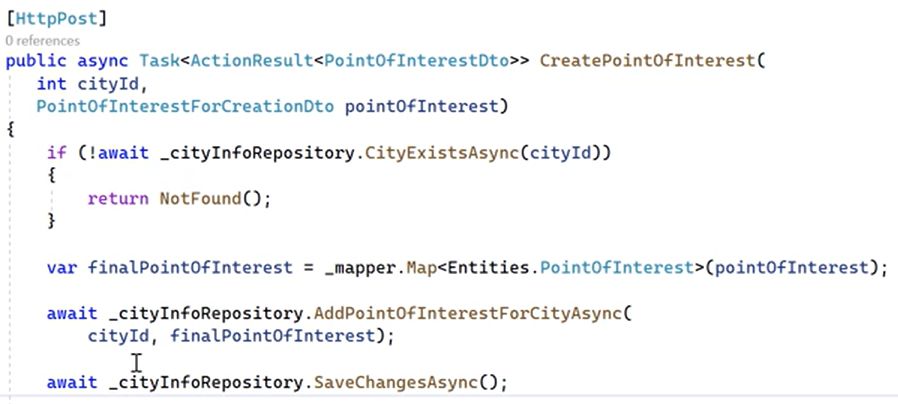 [HttpPost]
0 references
public async Task<ActionResult<PointOfInterestDto>> CreatePointOfInterest(
int cityId,
PointOfInterestForCreationDto pointOfInterest)
{
if (!await _cityInfoRepository.CityExistsAsync(cityId))
{
return NotFound();
}
var finalPointOfInterest = _mapper.Map<Entities.PointOfInterest>(pointOfInterest);
await _cityInfoRepository.AddPointOfInterestForCityAsync(
cityId, finalPointOfInterest);
await _cityInfoRepository.SaveChangesAsync();